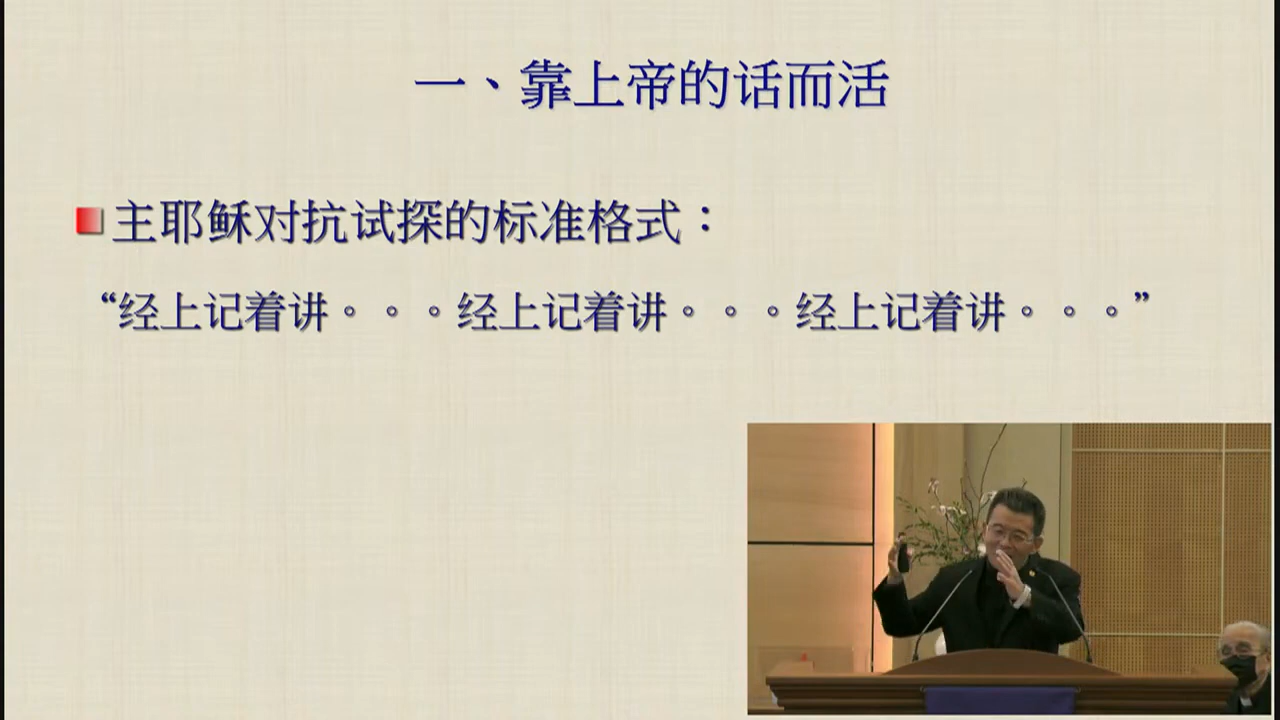 一、靠上帝的话而活
主耶稣对抗试探的标准格式：
“经上记着讲。。。经上记着讲。。。经上记着讲。。。”